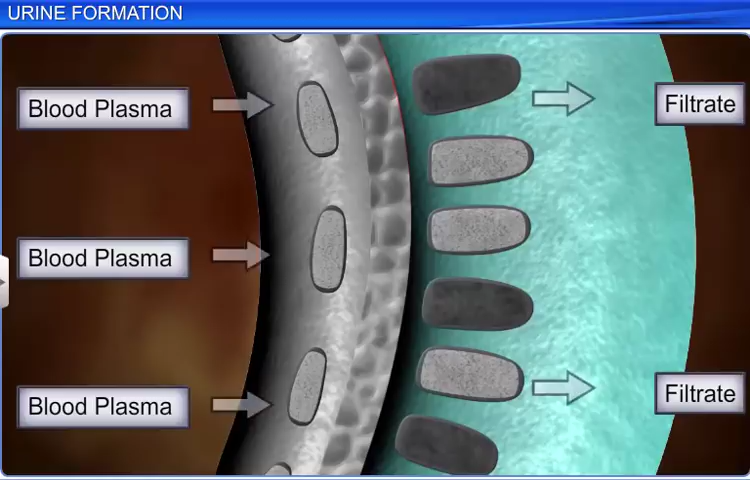 URINE FORMATION
Blood Plasma
Filtrate
Blood Plasma
Blood Plasma
Filtrate